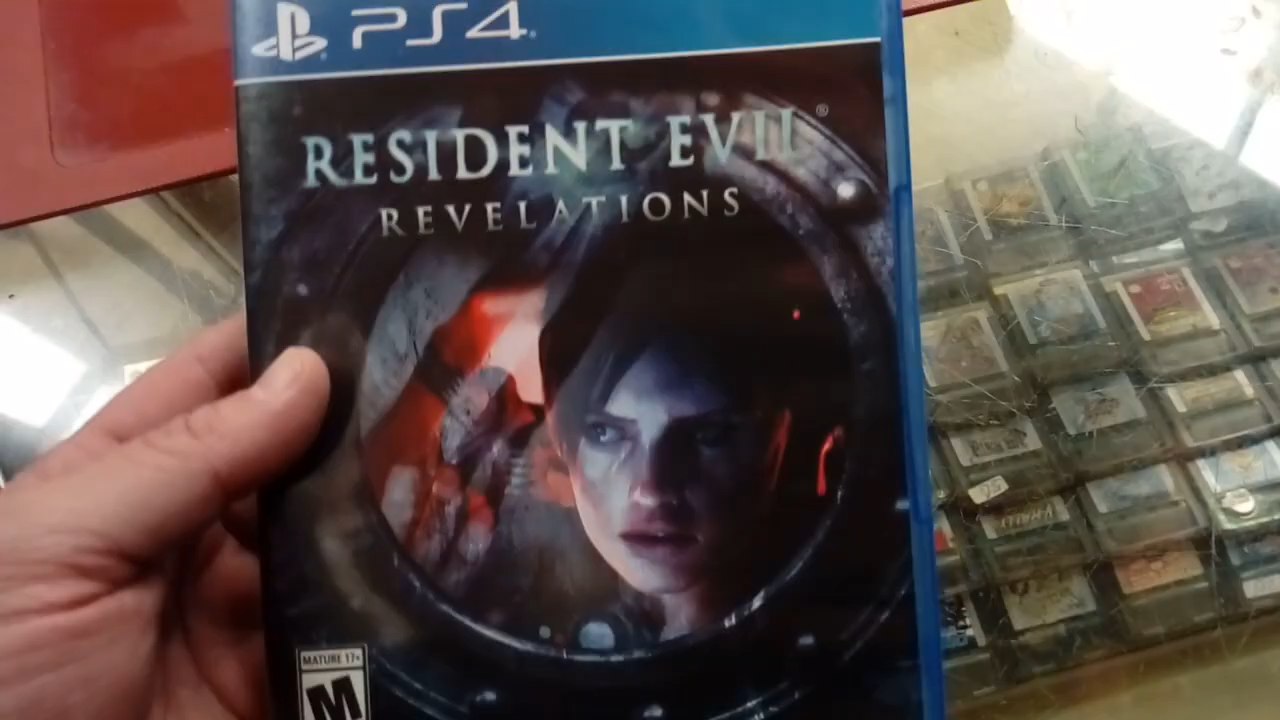 PS4
RESIDENT EVIL®
REVELATIONS
MATURE 17+
M